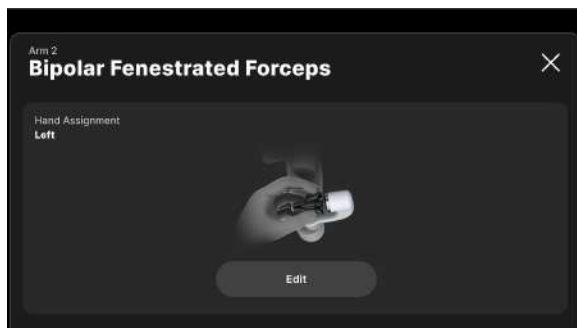 Arm 2
Bipolar Fenestrated Forceps
Hand Assignment
Left
Edit